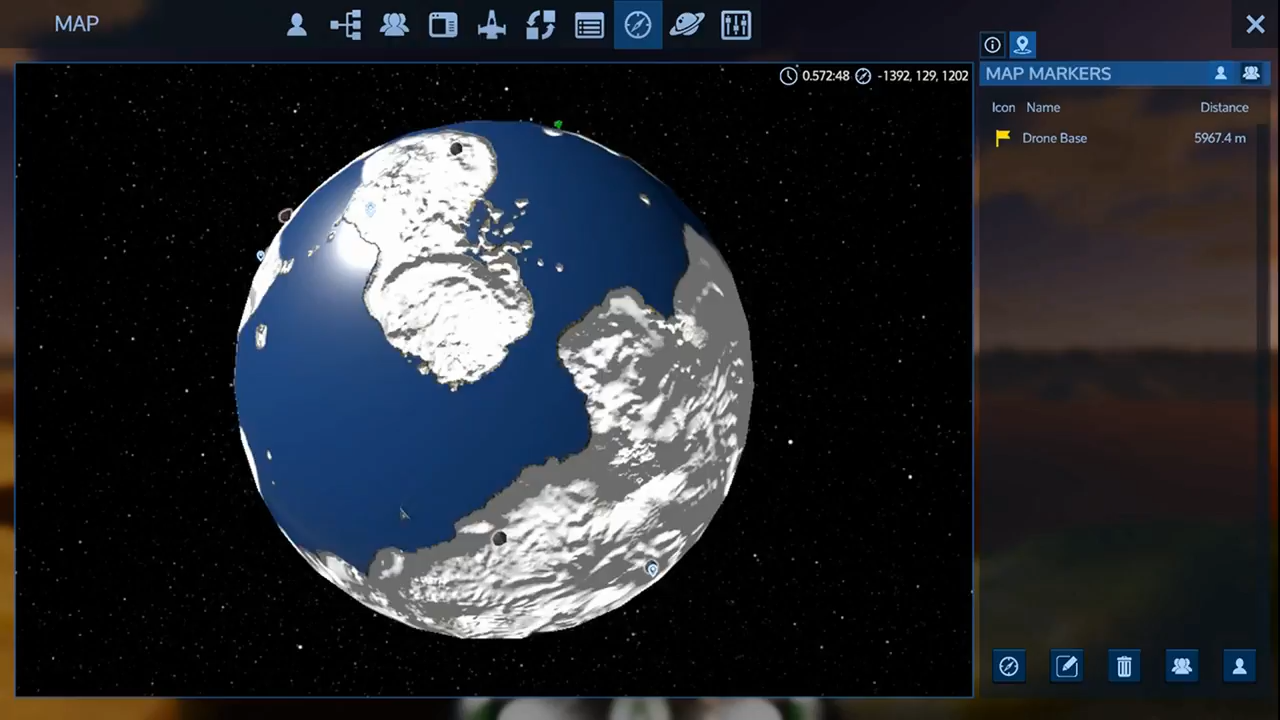 MAP
0.572:48 -1392, 129, 1202
MAP MARKERS
Icon Name Distance
Drone Base 5967.4 m